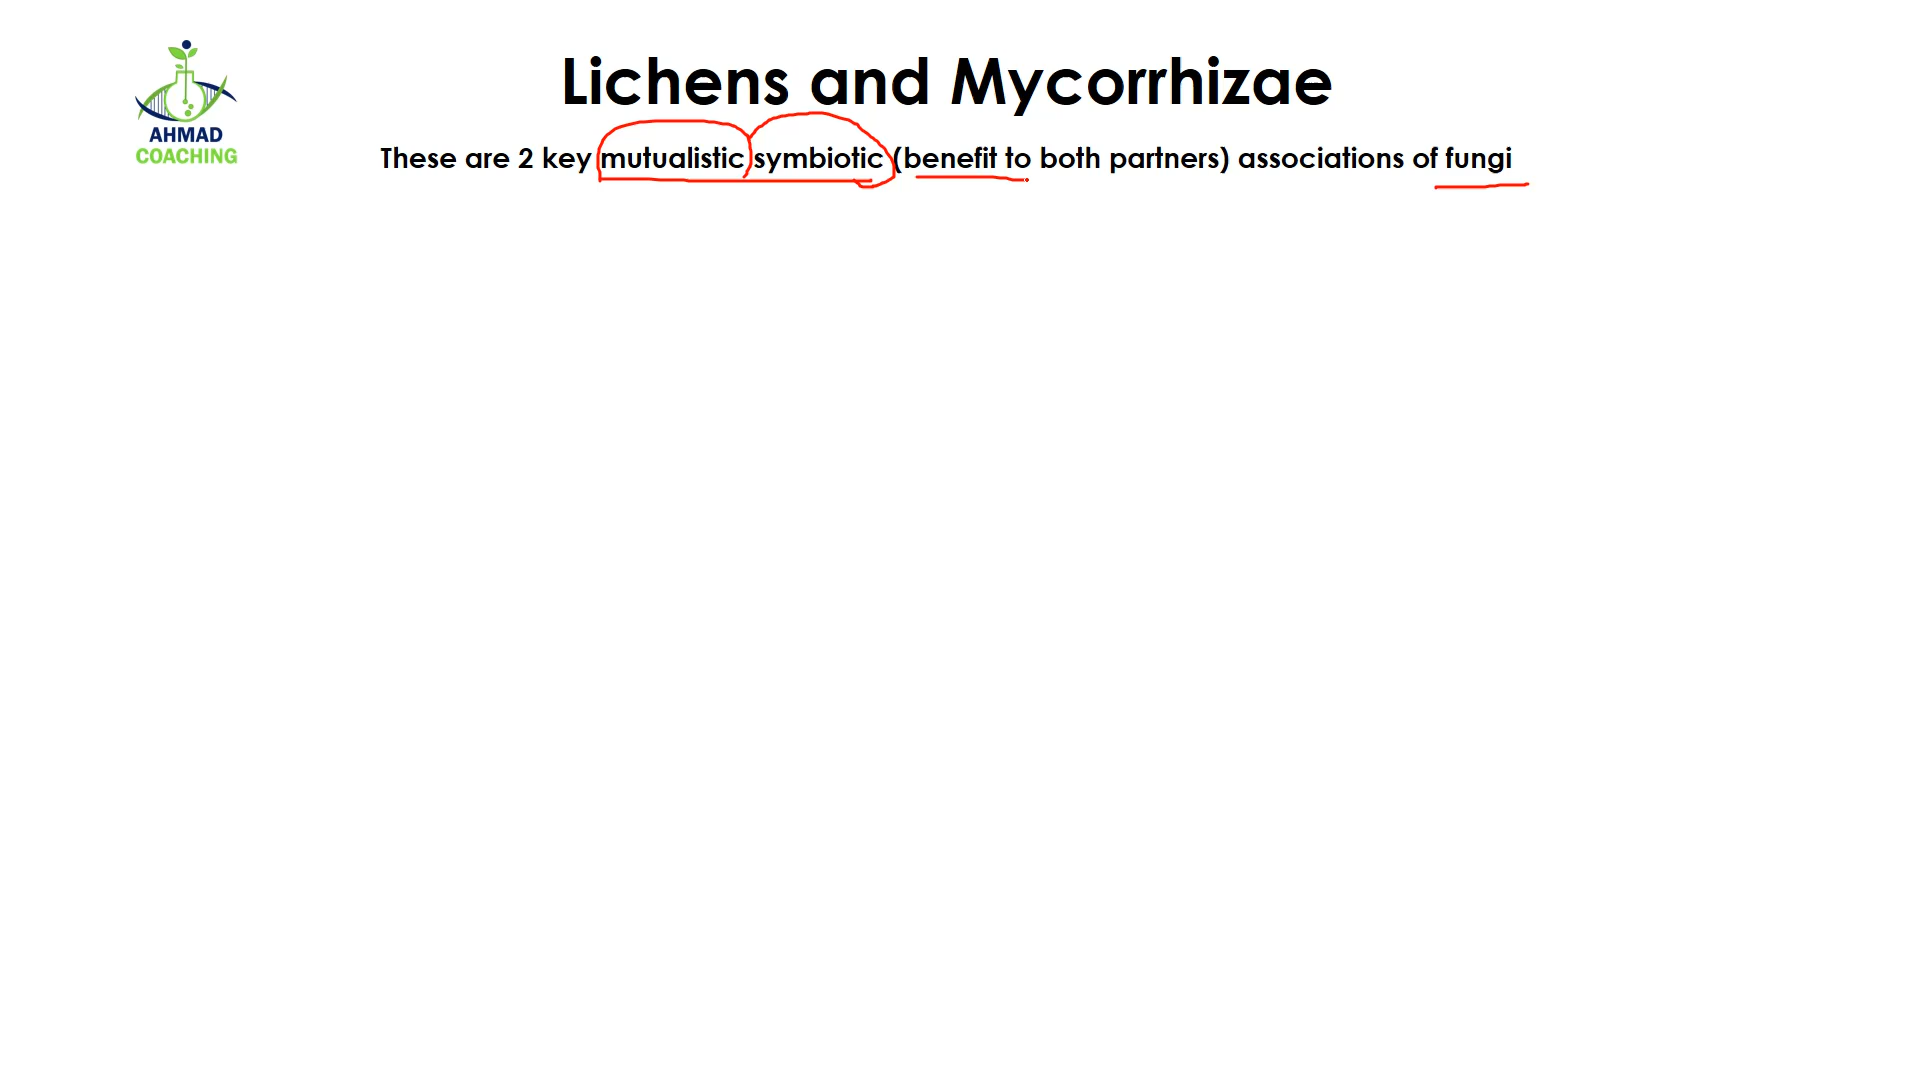 Lichens and Mycorrhizae
AHMAD
COACHING
These are 2 key mutualistic symbiotic (benefit to both partners) associations of fungi